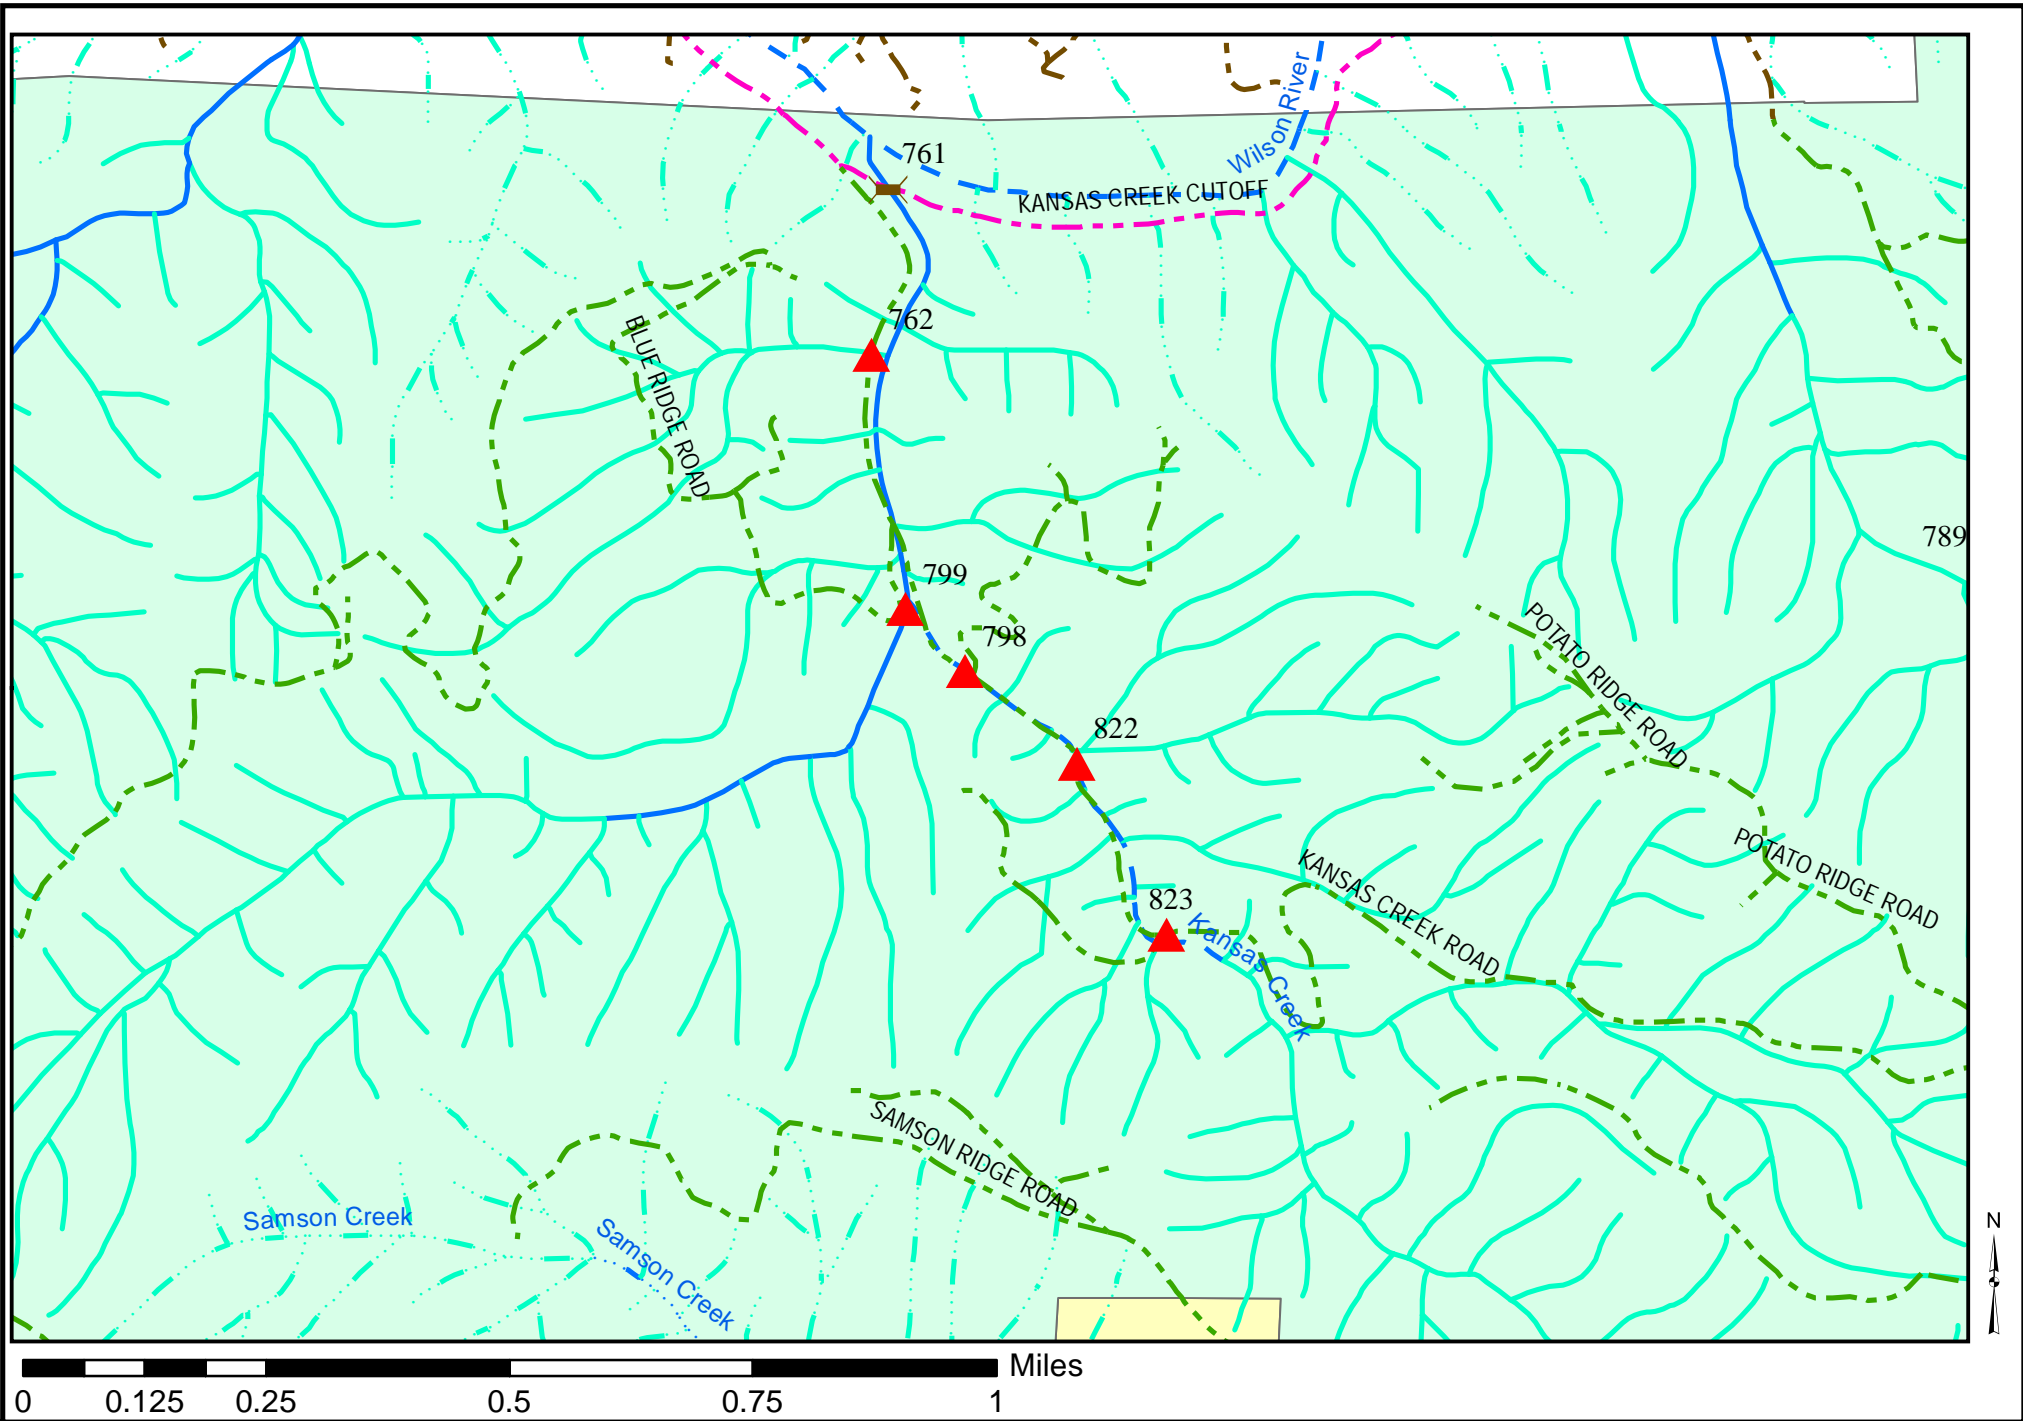 Wilson River
761
KANSAS CREEK CUTOFF
762
BLUE RIDGE ROAD
789
799
798
POTATO RIDGE ROAD
822
POTATO RIDGE ROAD
KANSAS CREEK ROAD
823
Kansas Creek
SAMSON RIDGE ROAD
Samson Creek
Samson Creek
N
Miles
0 0.125 0.25 0.5 0.75 1